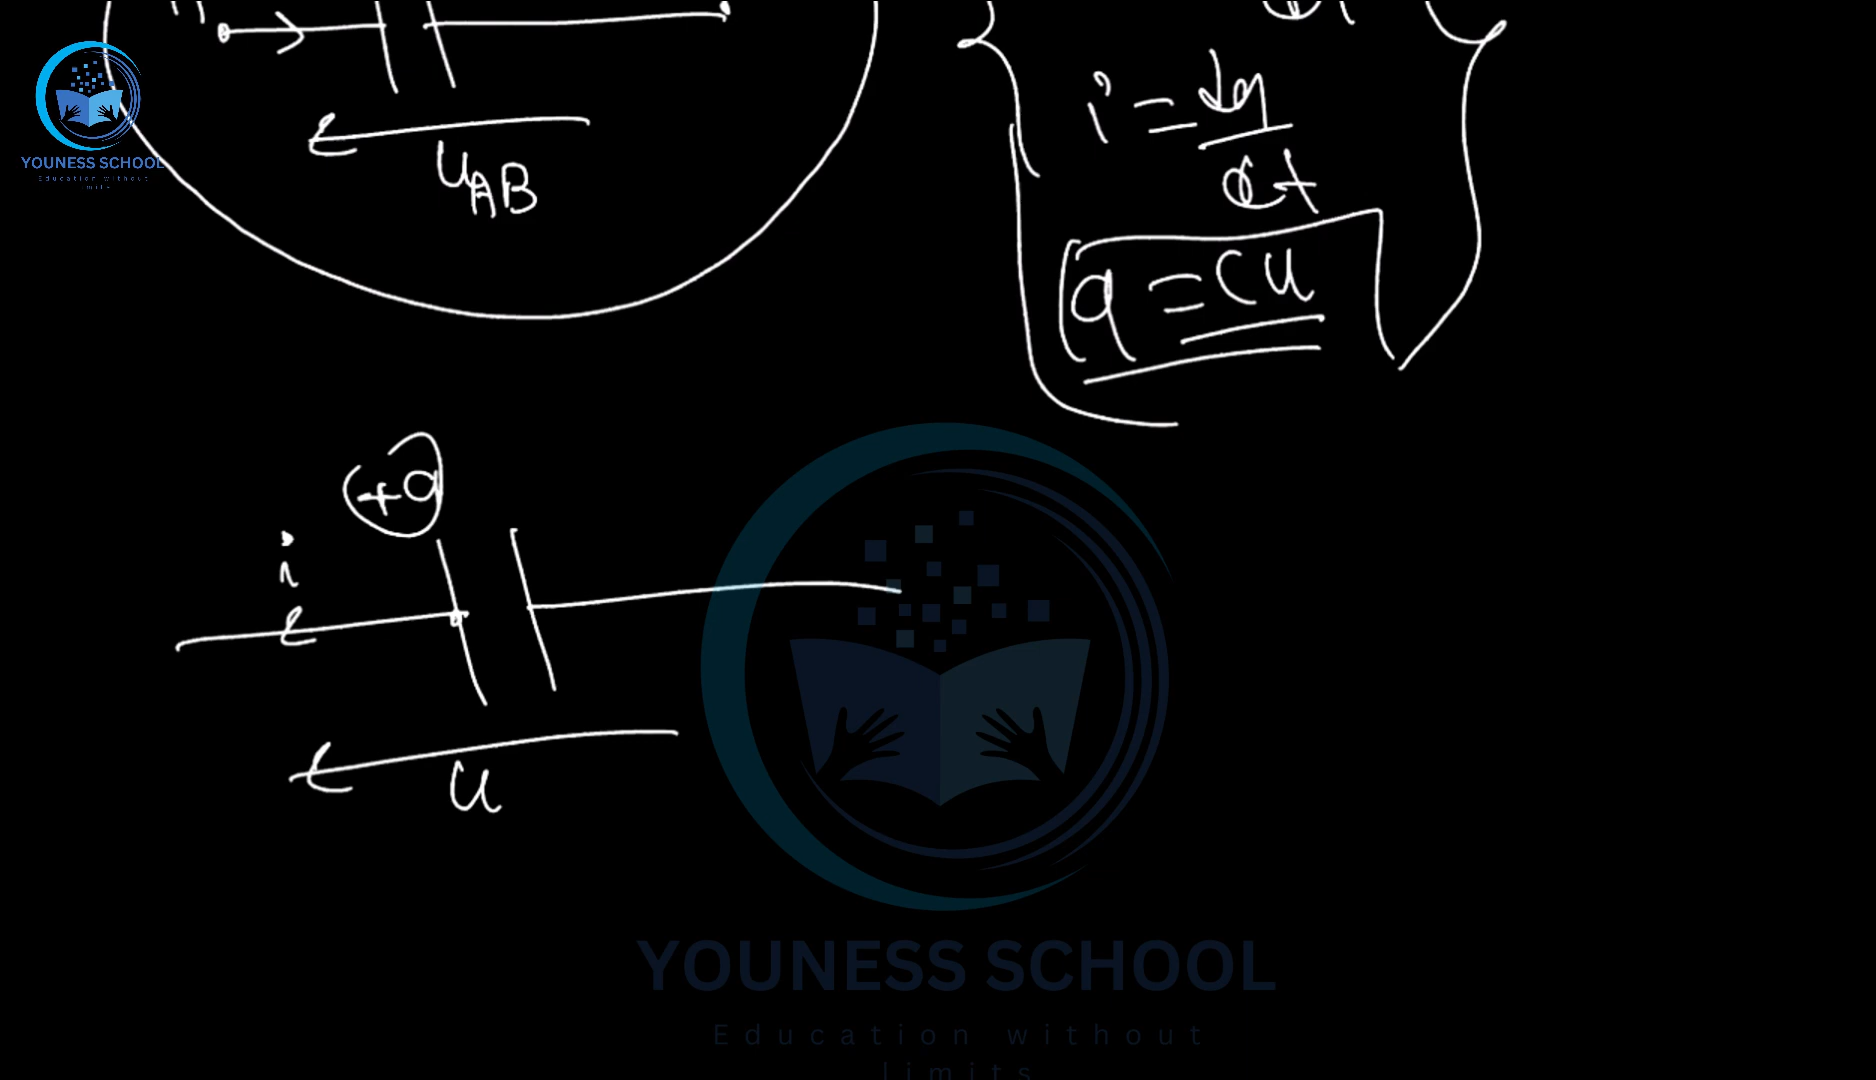 YOUNESS SCHOOL
Education without
limits
u_AB
i = dq/dt
q = Cu
+q
i
u
YOUNESS SCHOOL
Education without
limits